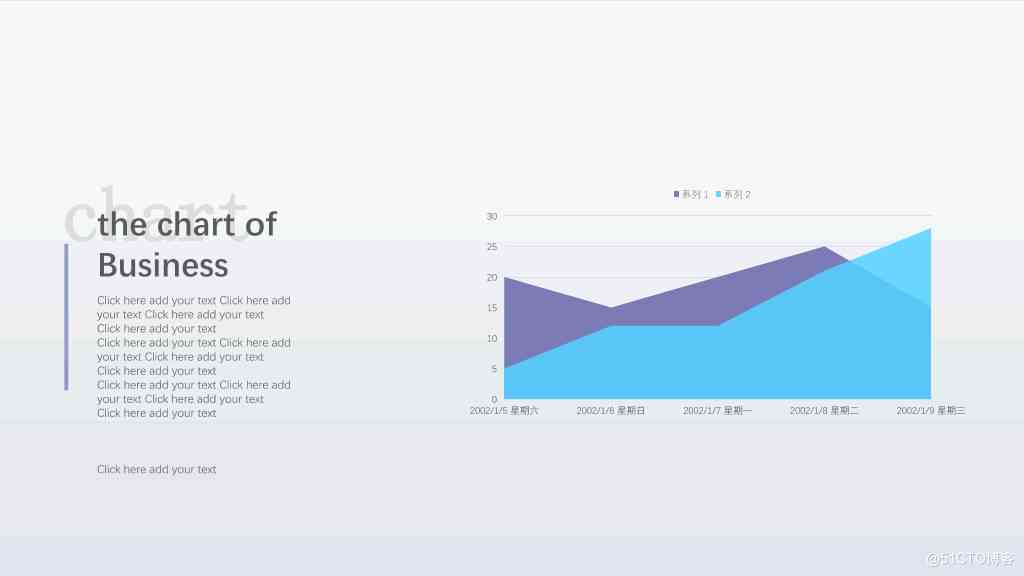 chart
the chart of
Business
Click here add your text Click here add
your text Click here add your text
Click here add your text
Click here add your text Click here add
your text Click here add your text
Click here add your text
Click here add your text Click here add
your text Click here add your text
Click here add your text
Click here add your text
系列 1 系列 2
30
25
20
15
10
5
0
2002/1/5 星期六 2002/1/6 星期日 2002/1/7 星期一 2002/1/8 星期二 2002/1/9 星期三
@51CTO博客